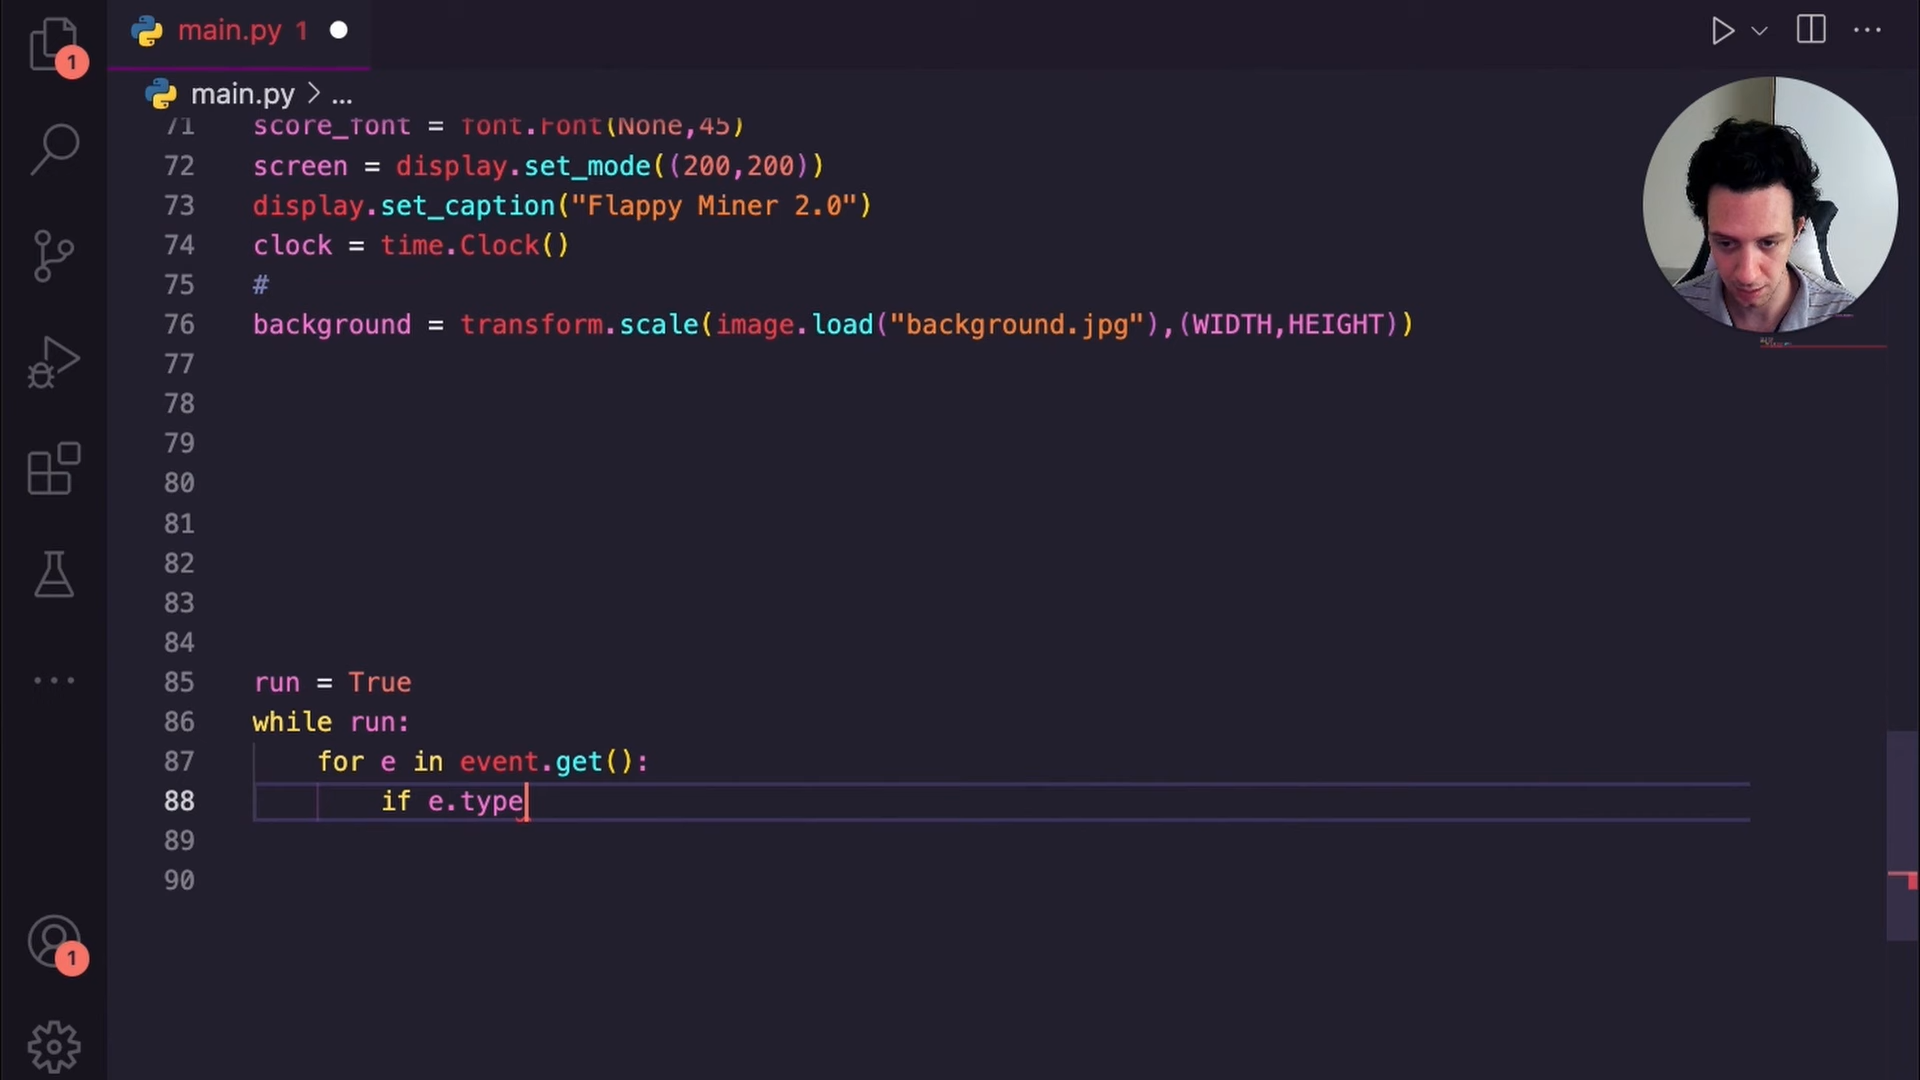 main.py 1
main.py > ...
1
71 score_font = font.Font(None,45)
72 screen = display.set_mode((200,200))
73 display.set_caption("Flappy Miner 2.0")
74 clock = time.Clock()
75 #
76 background = transform.scale(image.load("background.jpg"),(WIDTH,HEIGHT))
77
78
79
80
81
82
83
84
85 run = True
86 while run:
87 for e in event.get():
88 if e.type
89
90
1